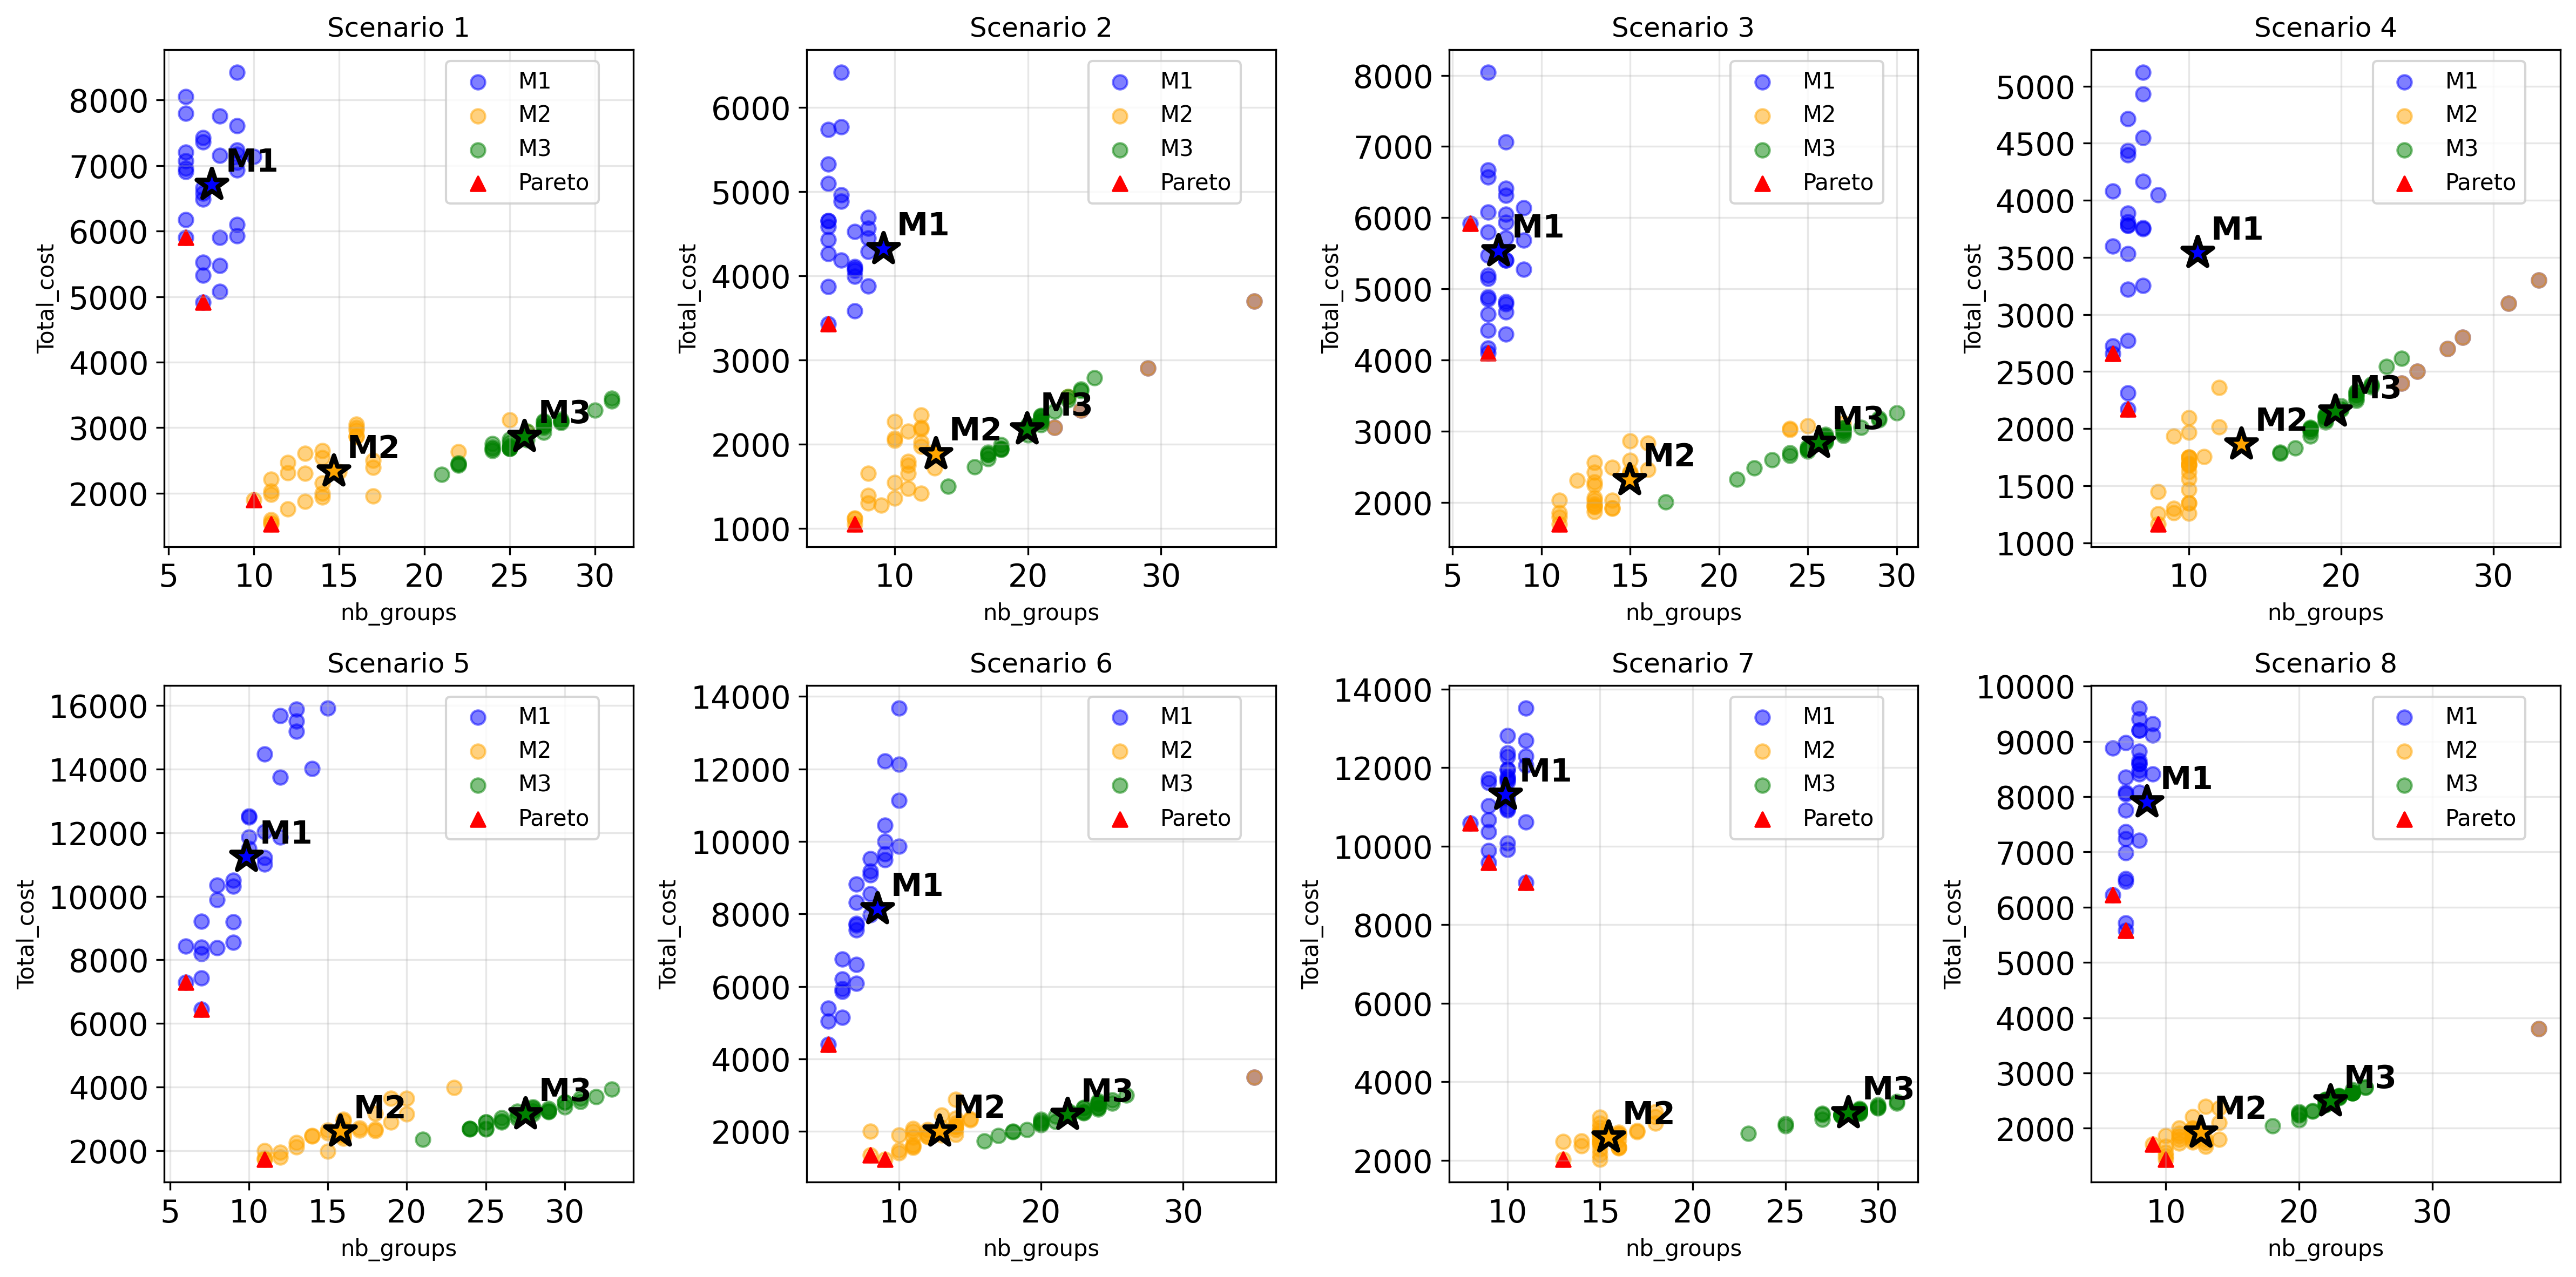 Scenario 1
Total_cost
8000
7000
6000
5000
4000
3000
2000
M1
M2
M3
Pareto
M1
M2
M3
5 10 15 20 25 30
nb_groups
Scenario 2
Total_cost
6000
5000
4000
3000
2000
1000
M1
M2
M3
Pareto
M1
M2
M3
10 20 30
nb_groups
Scenario 3
Total_cost
8000
7000
6000
5000
4000
3000
2000
M1
M2
M3
Pareto
M1
M2
M3
5 10 15 20 25 30
nb_groups
Scenario 4
Total_cost
5000
4500
4000
3500
3000
2500
2000
1500
1000
M1
M2
M3
Pareto
M1
M2
M3
10 20 30
nb_groups
Scenario 5
Total_cost
16000
14000
12000
10000
8000
6000
4000
2000
M1
M2
M3
Pareto
M1
M2
M3
5 10 15 20 25 30
nb_groups
Scenario 6
Total_cost
14000
12000
10000
8000
6000
4000
2000
M1
M2
M3
Pareto
M1
M2
M3
10 20 30
nb_groups
Scenario 7
Total_cost
14000
12000
10000
8000
6000
4000
2000
M1
M2
M3
Pareto
M1
M2
M3
10 15 20 25 30
nb_groups
Scenario 8
Total_cost
10000
9000
8000
7000
6000
5000
4000
3000
2000
M1
M2
M3
Pareto
M1
M2
M3
10 20 30
nb_groups